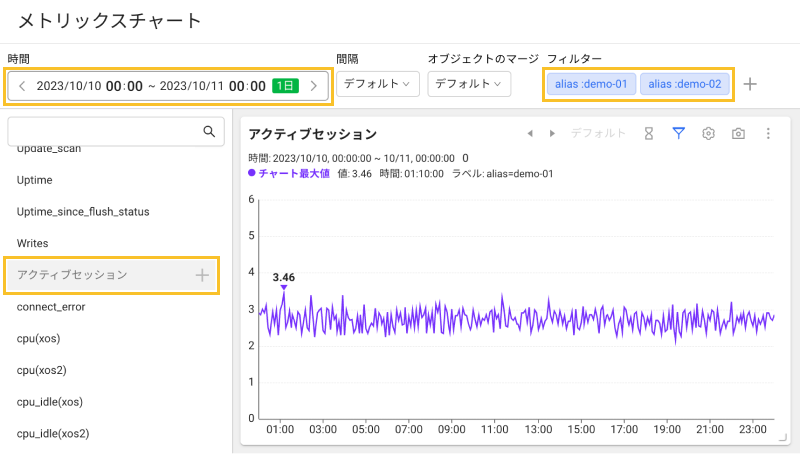 メトリックスチャート
時間 間隔 オブジェクトのマージ フィルター
2023/10/10 00:00 ~ 2023/10/11 00:00 1日 デフォルト デフォルト alias :demo-01 alias :demo-02
Update_scan
Uptime
Uptime_since_flush_status
Writes
アクティブセッション
connect_error
cpu(xos)
cpu(xos2)
cpu_idle(xos)
cpu_idle(xos2)
アクティブセッション デフォルト
時間: 2023/10/10, 00:00:00 ~ 10/11, 00:00:00 0
チャート最大値 値: 3.46 時間: 01:10:00 ラベル: alias=demo-01
6
5
4
3.46
3
2
1
0
01:00 03:00 05:00 07:00 09:00 11:00 13:00 15:00 17:00 19:00 21:00 23:00